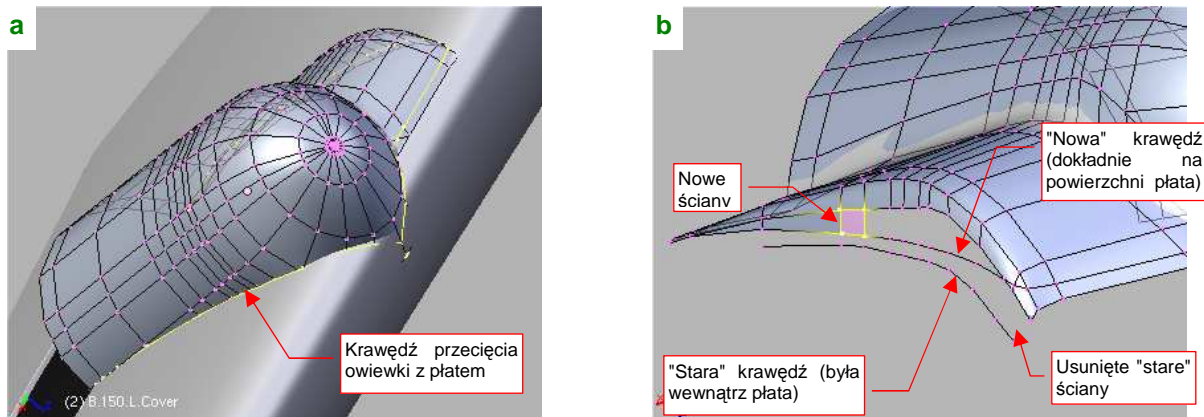 a
Krawędź przecięcia
owiewki z płatem
(2) B.150.L.Cover
b
Nowe
ściany
"Nowa" krawędź
(dokładnie na
powierzchni płata)
"Stara" krawędź (była
wewnątrz płata)
Usunięte "stare"
ściany